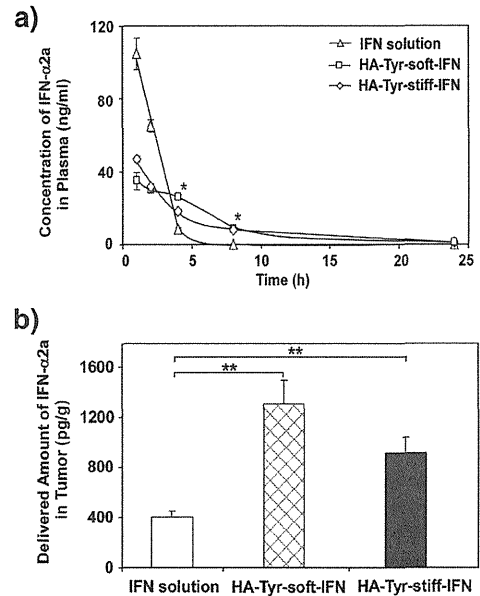 a)
120
80
40
0
Concentration of IFN-α2a
in Plasma (ng/ml)
IFN solution
HA-Tyr-soft-IFN
HA-Tyr-stiff-IFN
*
*
0
5
10
15
20
25
Time (h)
b)
1600
1200
800
400
0
Delivered Amount of IFN-α2a
in Tumor (pg/g)
**
**
IFN solution
HA-Tyr-soft-IFN
HA-Tyr-stiff-IFN